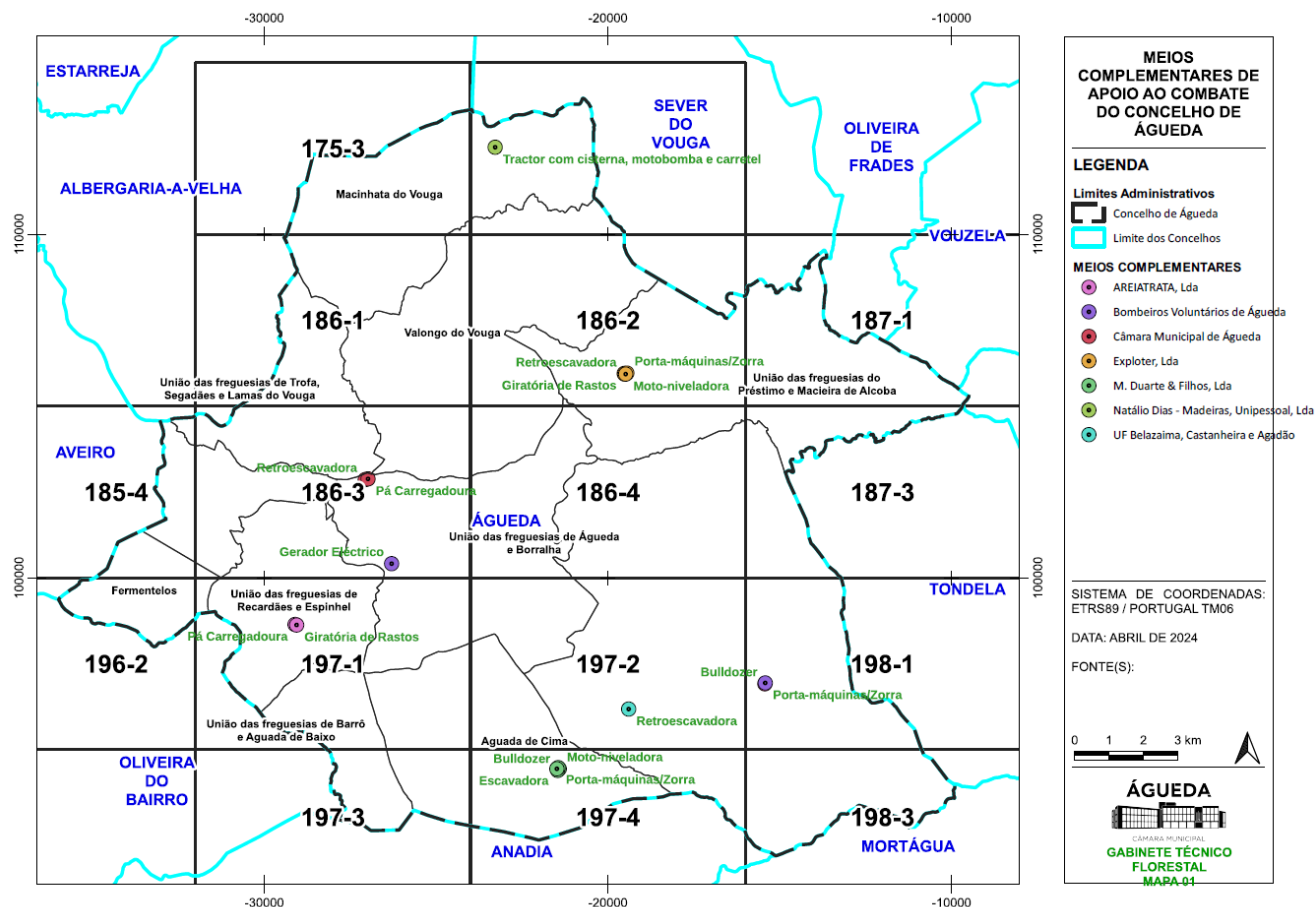 -30000
-20000
-10000
ESTARREJA
SEVER
DO
VOUGA
OLIVEIRA
DE
FRADES
175-3
Tractor com cisterna, motobomba e carretel
ALBERGARIA-A-VELHA
Macinhata do Vouga
110000
VOUZELA
110000
186-1
186-2
187-1
Valongo do Vouga
Retroescavadora
Porta-máquinas/Zorra
Giratória de Rastos
Moto-niveladora
União das freguesias do
Préstimo e Macieira de Alcoba
União das freguesias de Trofa,
Segadães e Lamas do Vouga
AVEIRO
Retroescavadora
Pá Carregadoura
185-4
186-3
186-4
187-3
ÁGUEDA
União das freguesias de Águeda
e Borralha
Gerador Eléctrico
100000
100000
Fermentelos
União das freguesias de
Recardães e Espinhel
TONDELA
Pá Carregadoura
Giratória de Rastos
196-2
197-1
197-2
198-1
Bulldozer
Porta-máquinas/Zorra
Retroescavadora
União das freguesias de Barrô
e Aguada de Baixo
Aguada de Cima
Bulldozer
Moto-niveladora
Escavadora
Porta-máquinas/Zorra
OLIVEIRA
DO
BAIRRO
197-3
197-4
198-3
ANADIA
MORTÁGUA
-30000
-20000
-10000
MEIOS
COMPLEMENTARES DE
APOIO AO COMBATE
DO CONCELHO DE
ÁGUEDA
LEGENDA
Limites Administrativos
Concelho de Águeda
Limite dos Concelhos
MEIOS COMPLEMENTARES
AREIATRATA, Lda
Bombeiros Voluntários de Águeda
Câmara Municipal de Águeda
Exploter, Lda
M. Duarte & Filhos, Lda
Natálio Dias - Madeiras, Unipessoal, Lda
UF Belazaima, Castanheira e Agadão
SISTEMA DE COORDENADAS:
ETRS89 / PORTUGAL TM06
DATA: ABRIL DE 2024
FONTE(S):
0 1 2 3 km
ÁGUEDA
CÂMARA MUNICIPAL
GABINETE TÉCNICO
FLORESTAL
MAPA 01